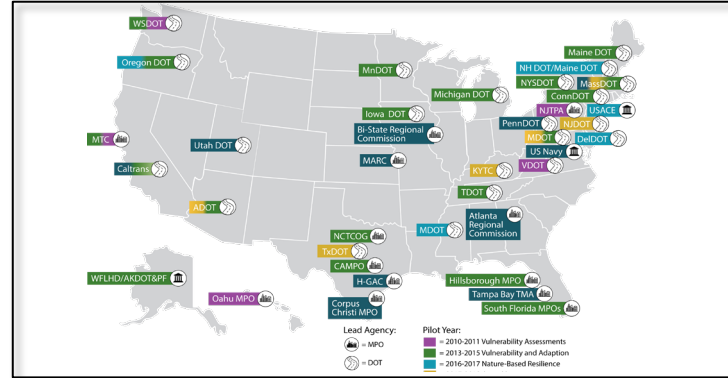 WSDOT
Oregon DOT
MTC
Caltrans
Utah DOT
ADOT
MnDOT
Michigan DOT
Iowa DOT
Bi-State Regional
Commission
MARC
Maine DOT
NH DOT/Maine DOT
NYSDOT
MassDOT
ConnDOT
NJTPA
USACE
PennDOT
NJDOT
MDOT
DelDOT
US Navy
VDOT
KYTC
TDOT
MDOT
Atlanta
Regional
Commission
NCTCOG
TxDOT
CAMPO
H-GAC
Corpus
Christi MPO
WFLHD/AKDOT&PF
Oahu MPO
Hillsborough MPO
Tampa Bay TMA
South Florida MPOs
Lead Agency:
= MPO
= DOT
Pilot Year:
= 2010-2011 Vulnerability Assessments
= 2013-2015 Vulnerability and Adaption
= 2016-2017 Nature-Based Resilience